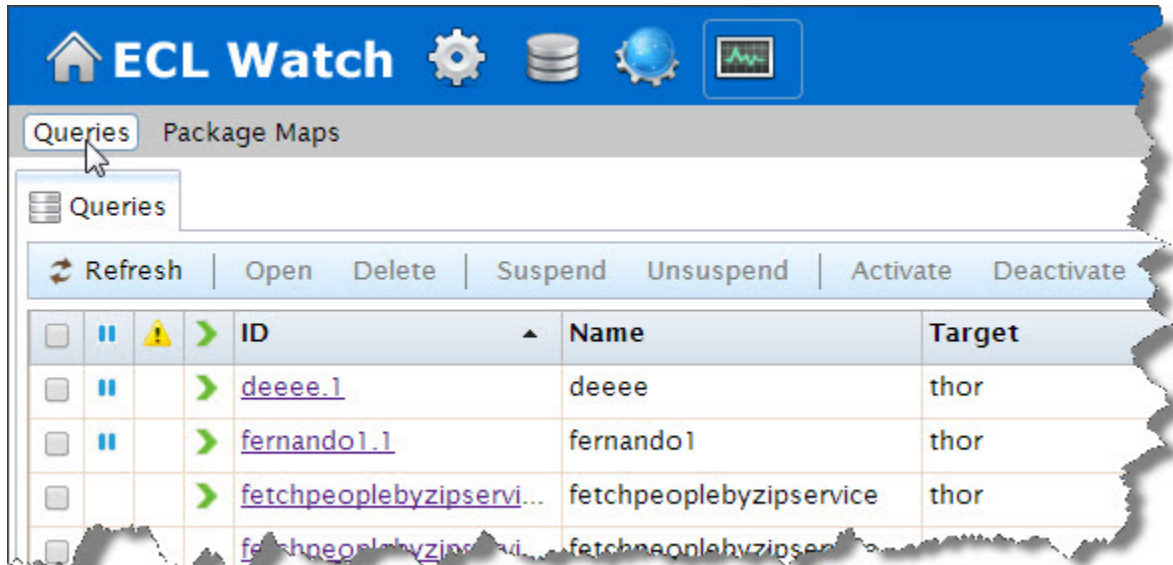 ECL Watch
Queries Package Maps
Queries
Refresh Open Delete Suspend Unsuspend Activate Deactivate
ID Name Target
deeee.1 deeee thor
fernando1.1 fernando1 thor
fetchpeoplebyzipservi... fetchpeoplebyzipservice thor